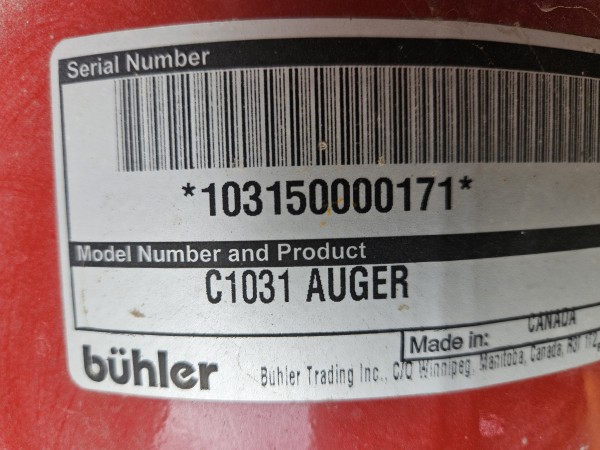 Serial Number
*103150000171*
Model Number and Product
C1031 AUGER
Made in: CANADA
bühler
Bühler Trading Inc., C/O Winnipeg, Manitoba, Canada, R3T